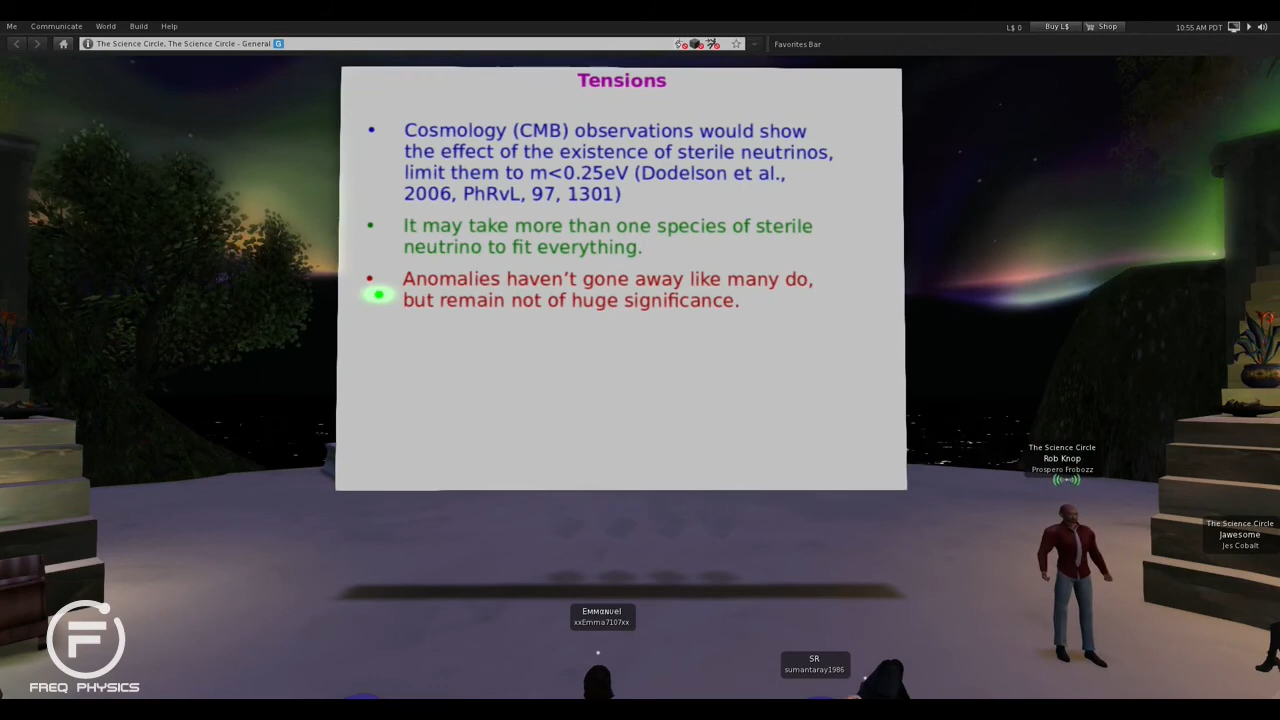 Me Communicate World Build Help
L$ 0 Buy L$ Shop 10:55 AM PDT
The Science Circle, The Science Circle - General G
Favorites Bar
Tensions
• Cosmology (CMB) observations would show
the effect of the existence of sterile neutrinos,
limit them to m<0.25eV (Dodelson et al.,
2006, PhRvL, 97, 1301)
• It may take more than one species of sterile
neutrino to fit everything.
• Anomalies haven’t gone away like many do,
but remain not of huge significance.
The Science Circle
Rob Knop
Prospero Frobozz
The Science Circle
Jawesome
Jes Cobalt
Emmαnυel
xxEmma7107xx
SR
sumantaray1986
FREQ PHYSICS